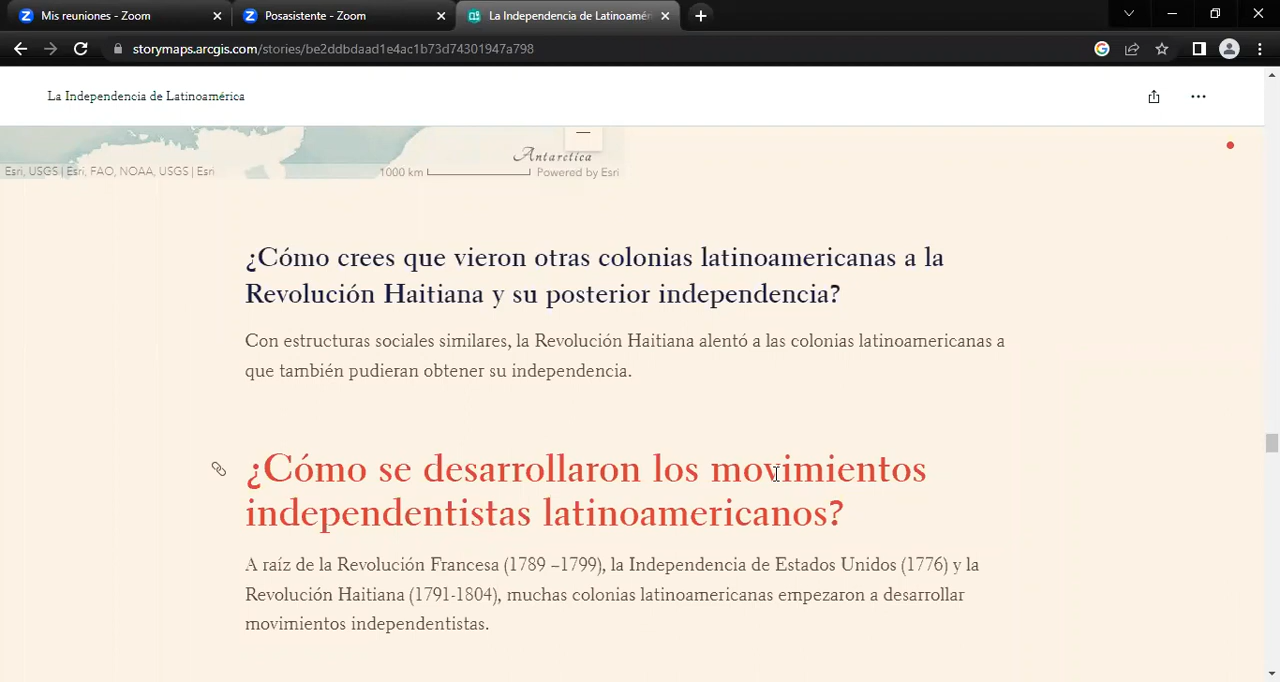 Mis reuniones - Zoom
Posasistente - Zoom
La Independencia de Latinoamér
storymaps.arcgis.com/stories/be2ddbdaad1e4ac1b73d74301947a798
La Independencia de Latinoamérica
Antarctica
Esri, USGS | Esri, FAO, NOAA, USGS | Esri
1000 km
Powered by Esri
¿Cómo crees que vieron otras colonias latinoamericanas a la
Revolución Haitiana y su posterior independencia?
Con estructuras sociales similares, la Revolución Haitiana alentó a las colonias latinoamericanas a
que también pudieran obtener su independencia.
¿Cómo se desarrollaron los movimientos
independentistas latinoamericanos?
A raíz de la Revolución Francesa (1789 –1799), la Independencia de Estados Unidos (1776) y la
Revolución Haitiana (1791-1804), muchas colonias latinoamericanas empezaron a desarrollar
movimientos independentistas.